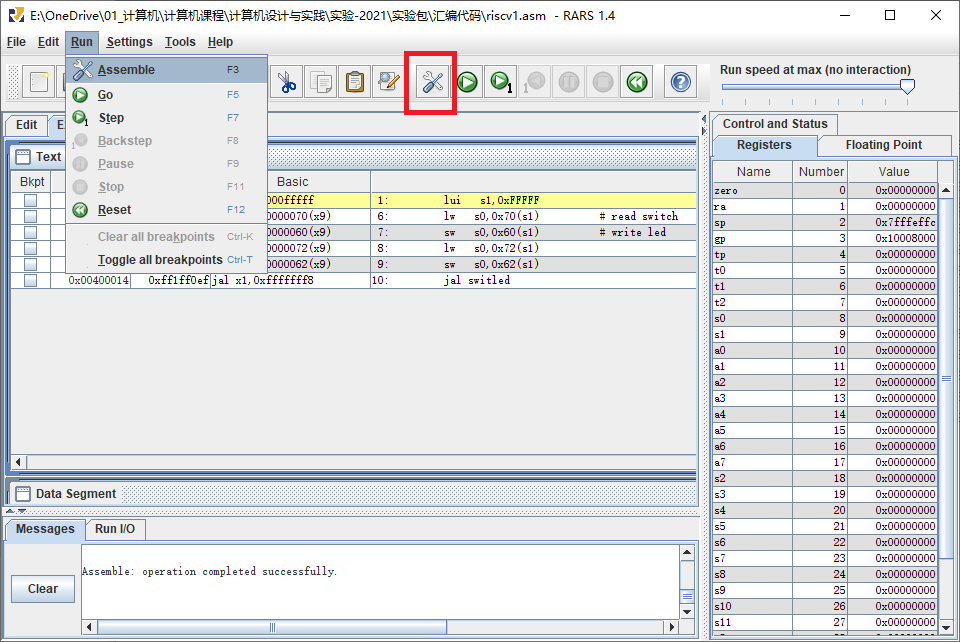 E:\OneDrive\01_计算机\计算机课程\计算机设计与实践\实验-2021\实验包\汇编代码\riscv1.asm - RARS 1.4
File Edit Run Settings Tools Help
Assemble F3
Go F5
Step F7
Backstep F8
Pause F9
Stop F11
Reset F12
Clear all breakpoints Ctrl-K
Toggle all breakpoints Ctrl-T
Run speed at max (no interaction)
Edit
Text
Bkpt Basic
000fffff 1: lui s1,0xFFFFF
0000070(x9) 6: lw s0,0x70(s1) # read switch
0000060(x9) 7: sw s0,0x60(s1) # write led
0000072(x9) 8: lw s0,0x72(s1)
0000062(x9) 9: sw s0,0x62(s1)
0x00400014 0xff1ff0ef jal x1,0xfffffff8 10: jal switled
Data Segment
Messages Run I/O
Assemble: operation completed successfully.
Clear
Control and Status
Registers Floating Point
Name Number Value
zero 0 0x00000000
ra 1 0x00000000
sp 2 0x7fffeffc
gp 3 0x10008000
tp 4 0x00000000
t0 5 0x00000000
t1 6 0x00000000
t2 7 0x00000000
s0 8 0x00000000
s1 9 0x00000000
a0 10 0x00000000
a1 11 0x00000000
a2 12 0x00000000
a3 13 0x00000000
a4 14 0x00000000
a5 15 0x00000000
a6 16 0x00000000
a7 17 0x00000000
s2 18 0x00000000
s3 19 0x00000000
s4 20 0x00000000
s5 21 0x00000000
s6 22 0x00000000
s7 23 0x00000000
s8 24 0x00000000
s9 25 0x00000000
s10 26 0x00000000
s11 27 0x00000000